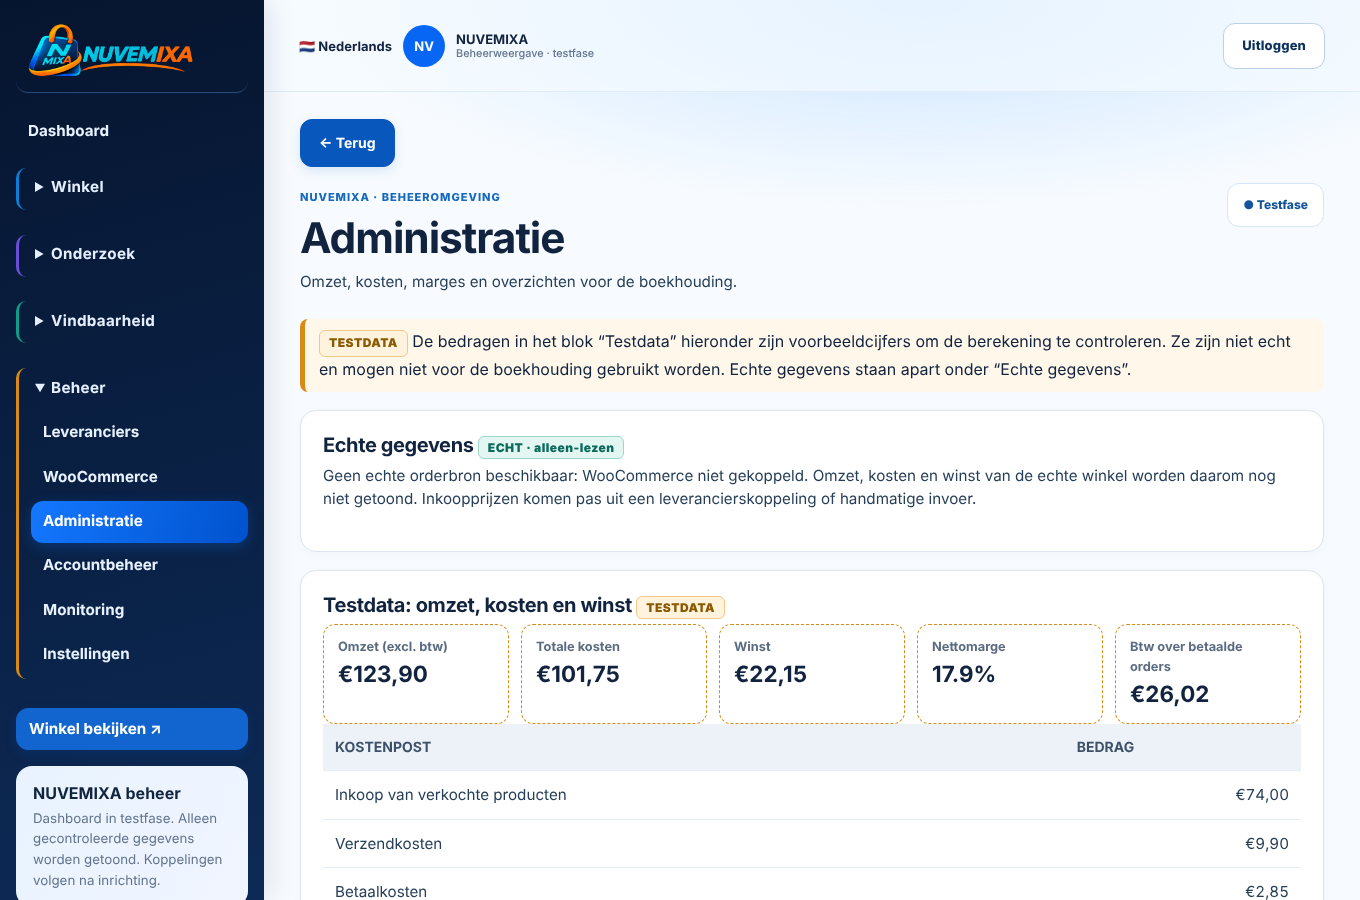 NUVEMIXA
N
MIXA
Dashboard
Winkel
Onderzoek
Vindbaarheid
Beheer
Leveranciers
WooCommerce
Administratie
Accountbeheer
Monitoring
Instellingen
Winkel bekijken ↗
NUVEMIXA beheer
Dashboard in testfase. Alleen
gecontroleerde gegevens
worden getoond. Koppelingen
volgen na inrichting.
Nederlands
NV
NUVEMIXA
Beheerweergave · testfase
Uitloggen
← Terug
NUVEMIXA · BEHEEROMGEVING
Administratie
Omzet, kosten, marges en overzichten voor de boekhouding.
● Testfase
TESTDATA De bedragen in het blok “Testdata” hieronder zijn voorbeeldcijfers om de berekening te controleren. Ze zijn niet echt
en mogen niet voor de boekhouding gebruikt worden. Echte gegevens staan apart onder “Echte gegevens”.
Echte gegevens ECHT · alleen-lezen
Geen echte orderbron beschikbaar: WooCommerce niet gekoppeld. Omzet, kosten en winst van de echte winkel worden daarom nog
niet getoond. Inkoopprijzen komen pas uit een leverancierskoppeling of handmatige invoer.
Testdata: omzet, kosten en winst TESTDATA
Omzet (excl. btw)
€123,90
Totale kosten
€101,75
Winst
€22,15
Nettomarge
17.9%
Btw over betaalde
orders
€26,02
KOSTENPOST BEDRAG
Inkoop van verkochte producten €74,00
Verzendkosten €9,90
Betaalkosten €2,85